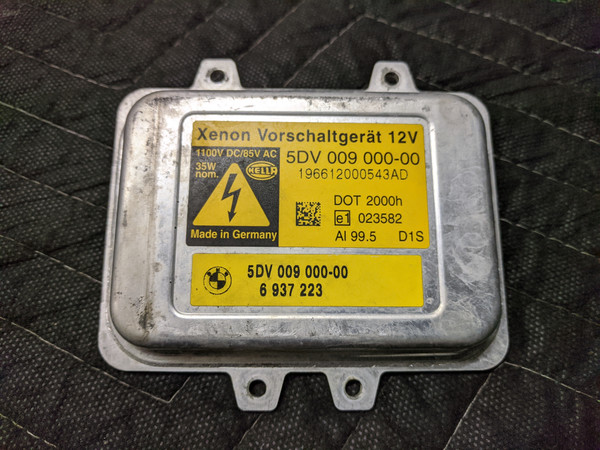 Xenon Vorschaltgerät 12V
1100V DC/85V AC
35W
nom.
HELLA
Made in Germany
5DV 009 000-00
196612000543AD
DOT 2000h
e1 023582
Al 99.5 D1S
BMW
5DV 009 000-00
6 937 223